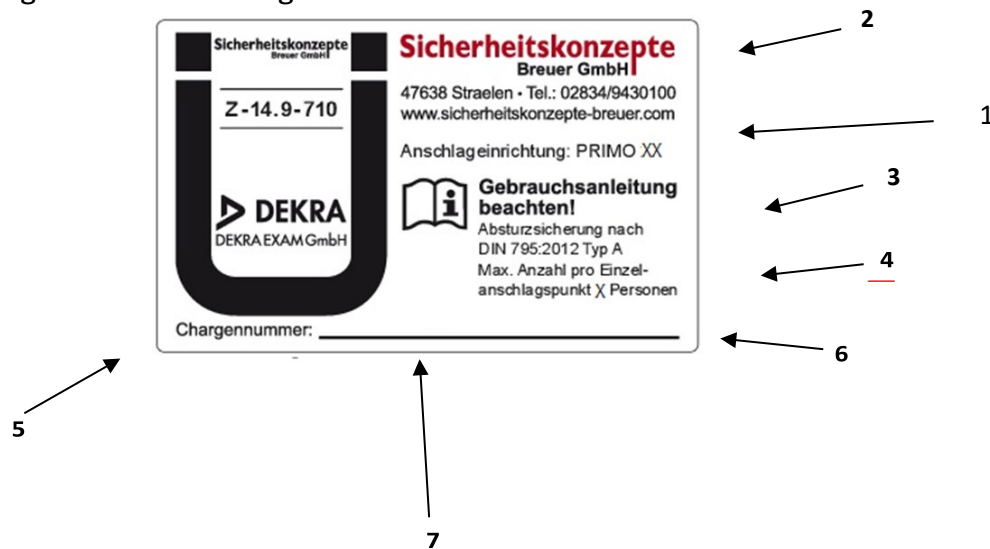 2
Sicherheitskonzepte
Breuer GmbH
Z-14.9-710
DEKRA
DEKRA EXAM GmbH
Sicherheitskonzepte
Breuer GmbH
47638 Straelen • Tel.: 02834/9430100
www.sicherheitskonzepte-breuer.com
1
Anschlageinrichtung: PRIMO XX
3
Gebrauchsanleitung
beachten!
Absturzsicherung nach
DIN 795:2012 Typ A
4
Max. Anzahl pro Einzel-
anschlagspunkt X Personen
Chargennummer:
6
5
7